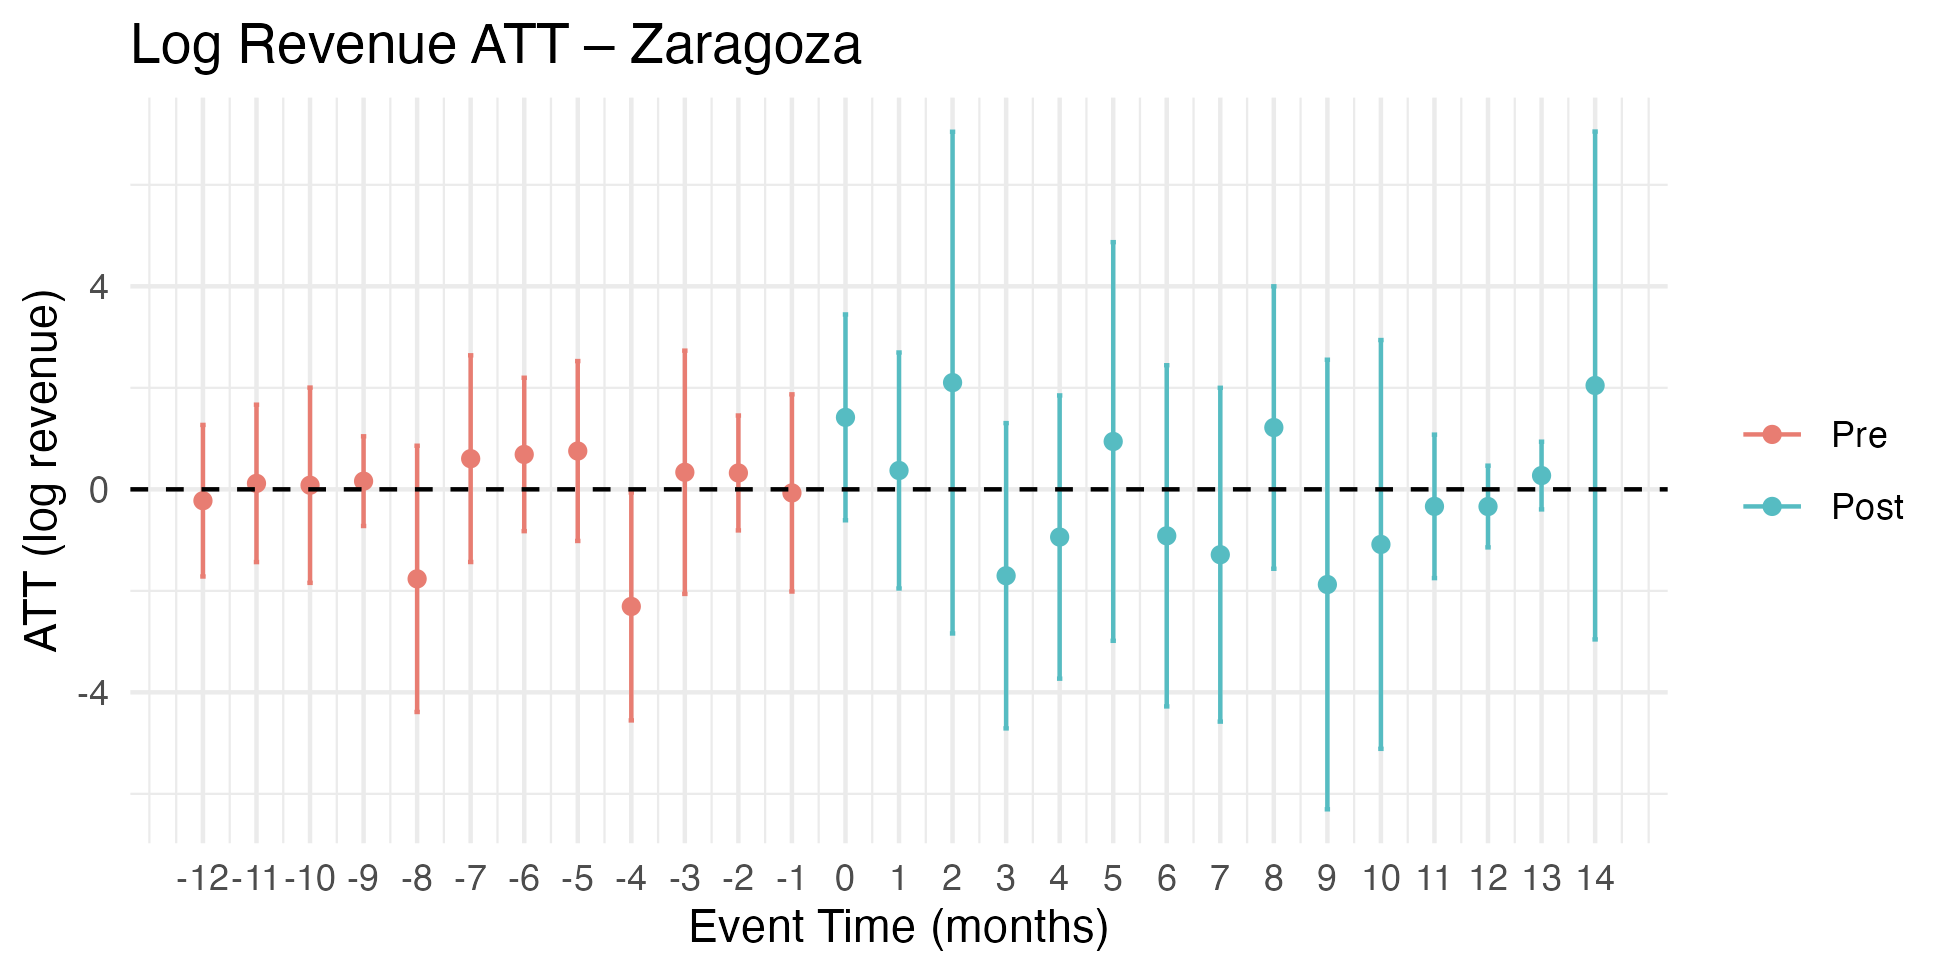 Log Revenue ATT – Zaragoza
ATT (log revenue)
4
0
-4
-12 -11 -10 -9 -8 -7 -6 -5 -4 -3 -2 -1 0 1 2 3 4 5 6 7 8 9 10 11 12 13 14
Event Time (months)
Pre
Post